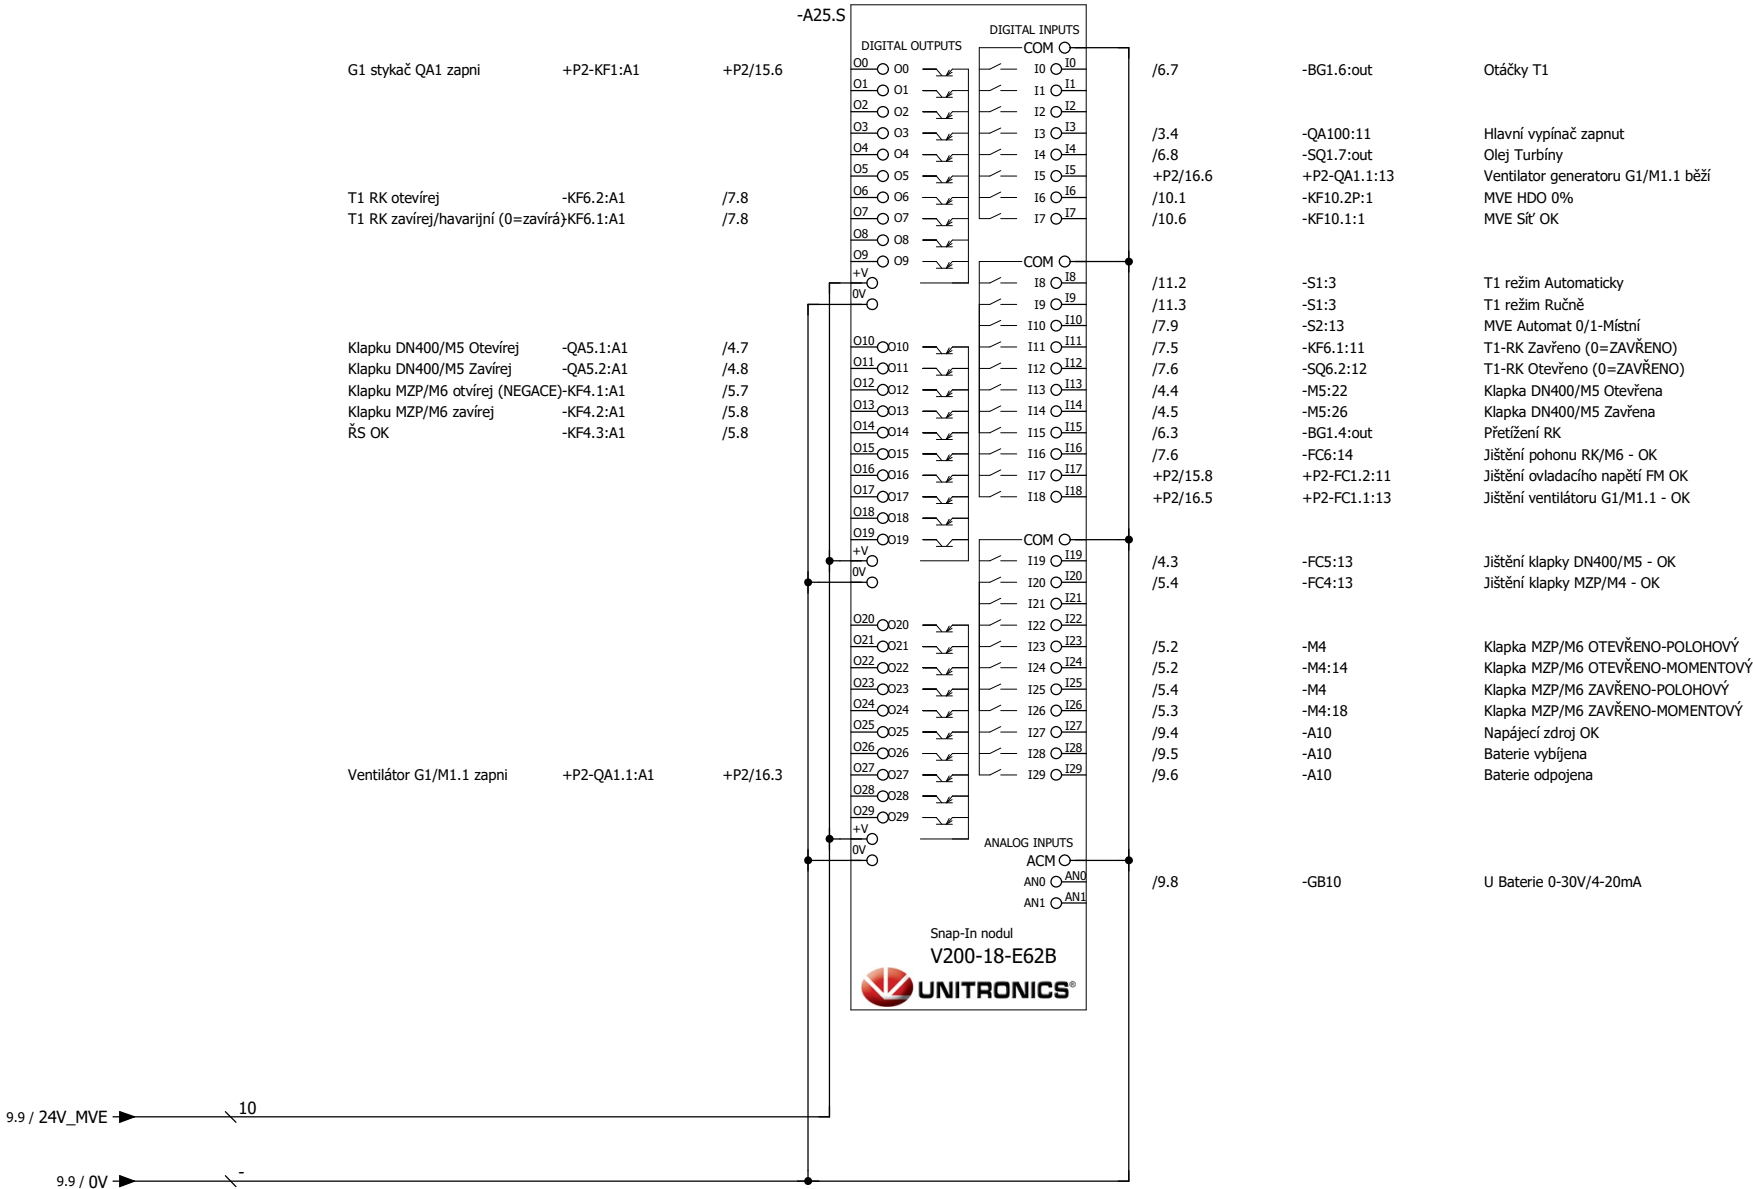 -A25.S
DIGITAL INPUTS
DIGITAL OUTPUTS COM
G1 stykač QA1 zapni +P2-KF1:A1 +P2/15.6 O0 O0 I0 I0 /6.7 -BG1.6:out Otáčky T1
O1 O1 I1 I1
O2 O2 I2 I2
O3 O3 I3 I3 /3.4 -QA100:11 Hlavní vypínač zapnut
O4 O4 I4 I4 /6.8 -SQ1.7:out Olej Turbíny
O5 O5 I5 I5 +P2/16.6 +P2-QA1.1:13 Ventilator generatoru G1/M1.1 běží
T1 RK otevírej -KF6.2:A1 /7.8 O6 O6 I6 I6 /10.1 -KF10.2P:1 MVE HDO 0%
T1 RK zavírej/havarijní (0=zavírá)-KF6.1:A1 /7.8 O7 O7 I7 I7 /10.6 -KF10.1:1 MVE Síť OK
O8 O8
O9 O9 COM
+V I8 I8 /11.2 -S1:3 T1 režim Automaticky
0V I9 I9 /11.3 -S1:3 T1 režim Ručně
I10 I10 /7.9 -S2:13 MVE Automat 0/1-Místní
Klapku DN400/M5 Otevírej -QA5.1:A1 /4.7 O10 O10 I11 I11 /7.5 -KF6.1:11 T1-RK Zavřeno (0=ZAVŘENO)
Klapku DN400/M5 Zavírej -QA5.2:A1 /4.8 O11 O11 I12 I12 /7.6 -SQ6.2:12 T1-RK Otevřeno (0=ZAVŘENO)
Klapku MZP/M6 otvírej (NEGACE)-KF4.1:A1 /5.7 O12 O12 I13 I13 /4.4 -M5:22 Klapka DN400/M5 Otevřena
Klapku MZP/M6 zavírej -KF4.2:A1 /5.8 O13 O13 I14 I14 /4.5 -M5:26 Klapka DN400/M5 Zavřena
ŘS OK -KF4.3:A1 /5.8 O14 O14 I15 I15 /6.3 -BG1.4:out Přetížení RK
O15 O15 I16 I16 /7.6 -FC6:14 Jištění pohonu RK/M6 - OK
O16 O16 I17 I17 +P2/15.8 +P2-FC1.2:11 Jištění ovladacího napětí FM OK
O17 O17 I18 I18 +P2/16.5 +P2-FC1.1:13 Jištění ventilátoru G1/M1.1 - OK
O18 O18
O19 O19 COM
+V I19 I19 /4.3 -FC5:13 Jištění klapky DN400/M5 - OK
0V I20 I20 /5.4 -FC4:13 Jištění klapky MZP/M4 - OK
I21 I21
O20 O20 I22 I22
O21 O21 I23 I23 /5.2 -M4 Klapka MZP/M6 OTEVŘENO-POLOHOVÝ
O22 O22 I24 I24 /5.2 -M4:14 Klapka MZP/M6 OTEVŘENO-MOMENTOVÝ
O23 O23 I25 I25 /5.4 -M4 Klapka MZP/M6 ZAVŘENO-POLOHOVÝ
O24 O24 I26 I26 /5.3 -M4:18 Klapka MZP/M6 ZAVŘENO-MOMENTOVÝ
O25 O25 I27 I27 /9.4 -A10 Napájecí zdroj OK
O26 O26 I28 I28 /9.5 -A10 Baterie vybíjena
Ventilátor G1/M1.1 zapni +P2-QA1.1:A1 +P2/16.3 O27 O27 I29 I29 /9.6 -A10 Baterie odpojena
O28 O28
O29 O29
+V ANALOG INPUTS
0V ACM
AN0 AN0 /9.8 -GB10 U Baterie 0-30V/4-20mA
AN1 AN1
Snap-In nodul
V200-18-E62B
UNITRONICS®
9.9 / 24V_MVE 10
9.9 / 0V -